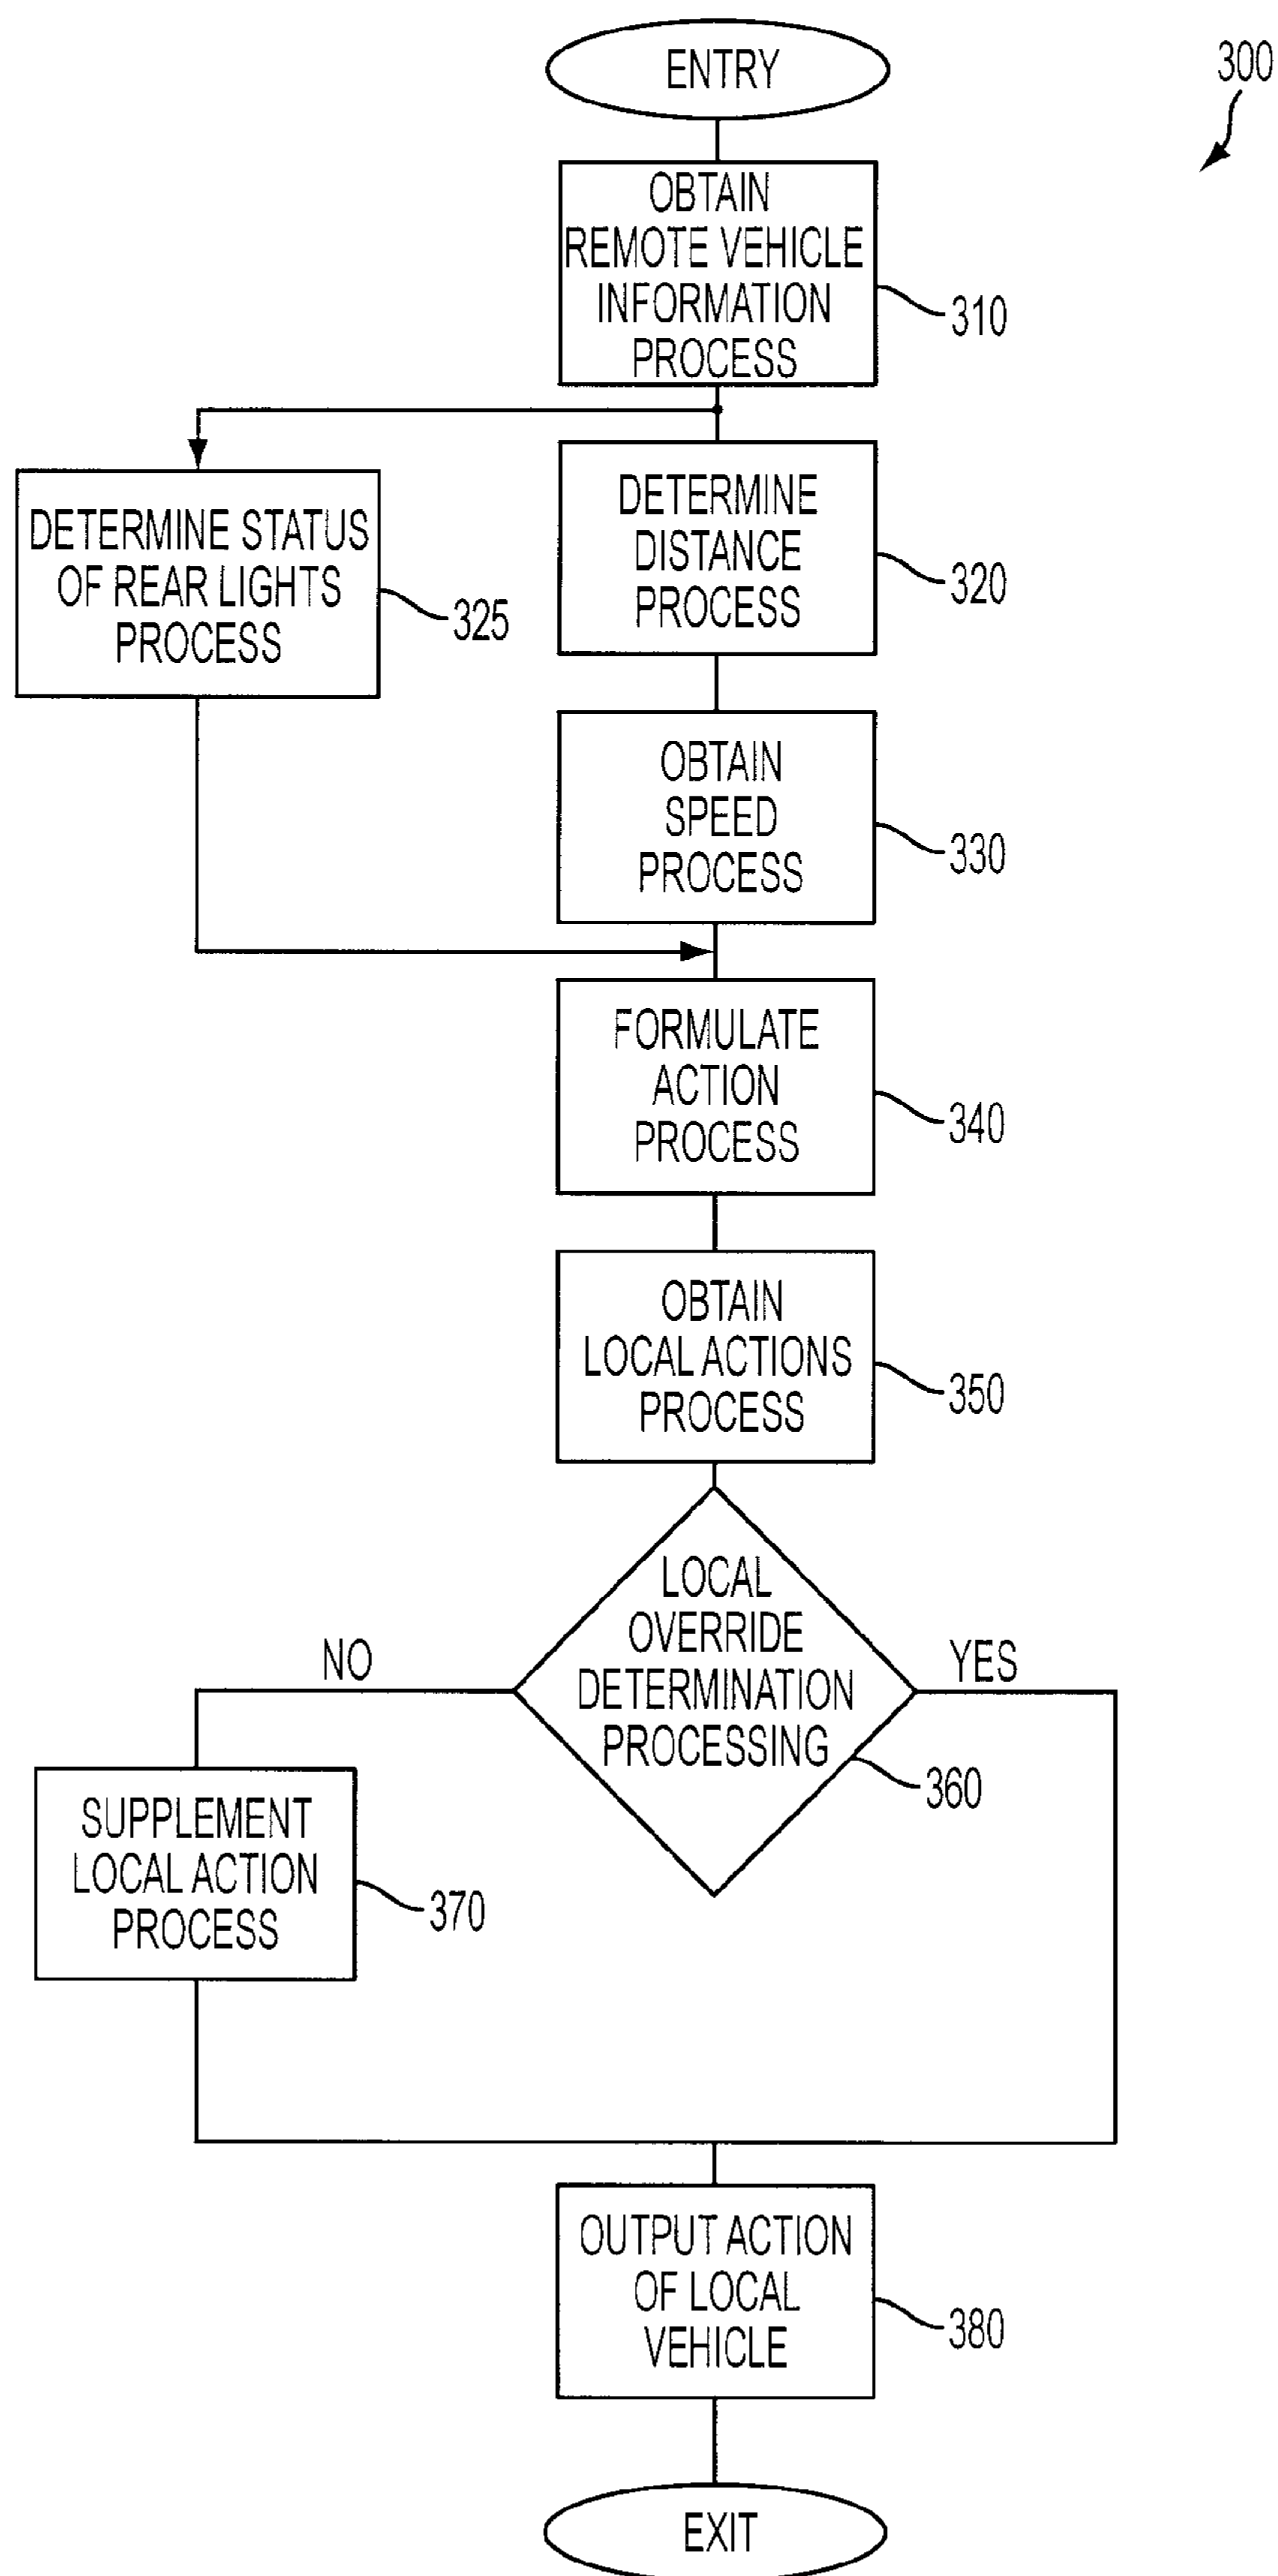 ENTRY
300
OBTAIN
REMOTE VEHICLE
INFORMATION
PROCESS
310
DETERMINE STATUS
OF REAR LIGHTS
PROCESS
325
DETERMINE
DISTANCE
PROCESS
320
OBTAIN
SPEED
PROCESS
330
FORMULATE
ACTION
PROCESS
340
OBTAIN
LOCAL ACTIONS
PROCESS
350
LOCAL
OVERRIDE
DETERMINATION
PROCESSING
360
NO
YES
SUPPLEMENT
LOCAL ACTION
PROCESS
370
OUTPUT ACTION
OF LOCAL
VEHICLE
380
EXIT